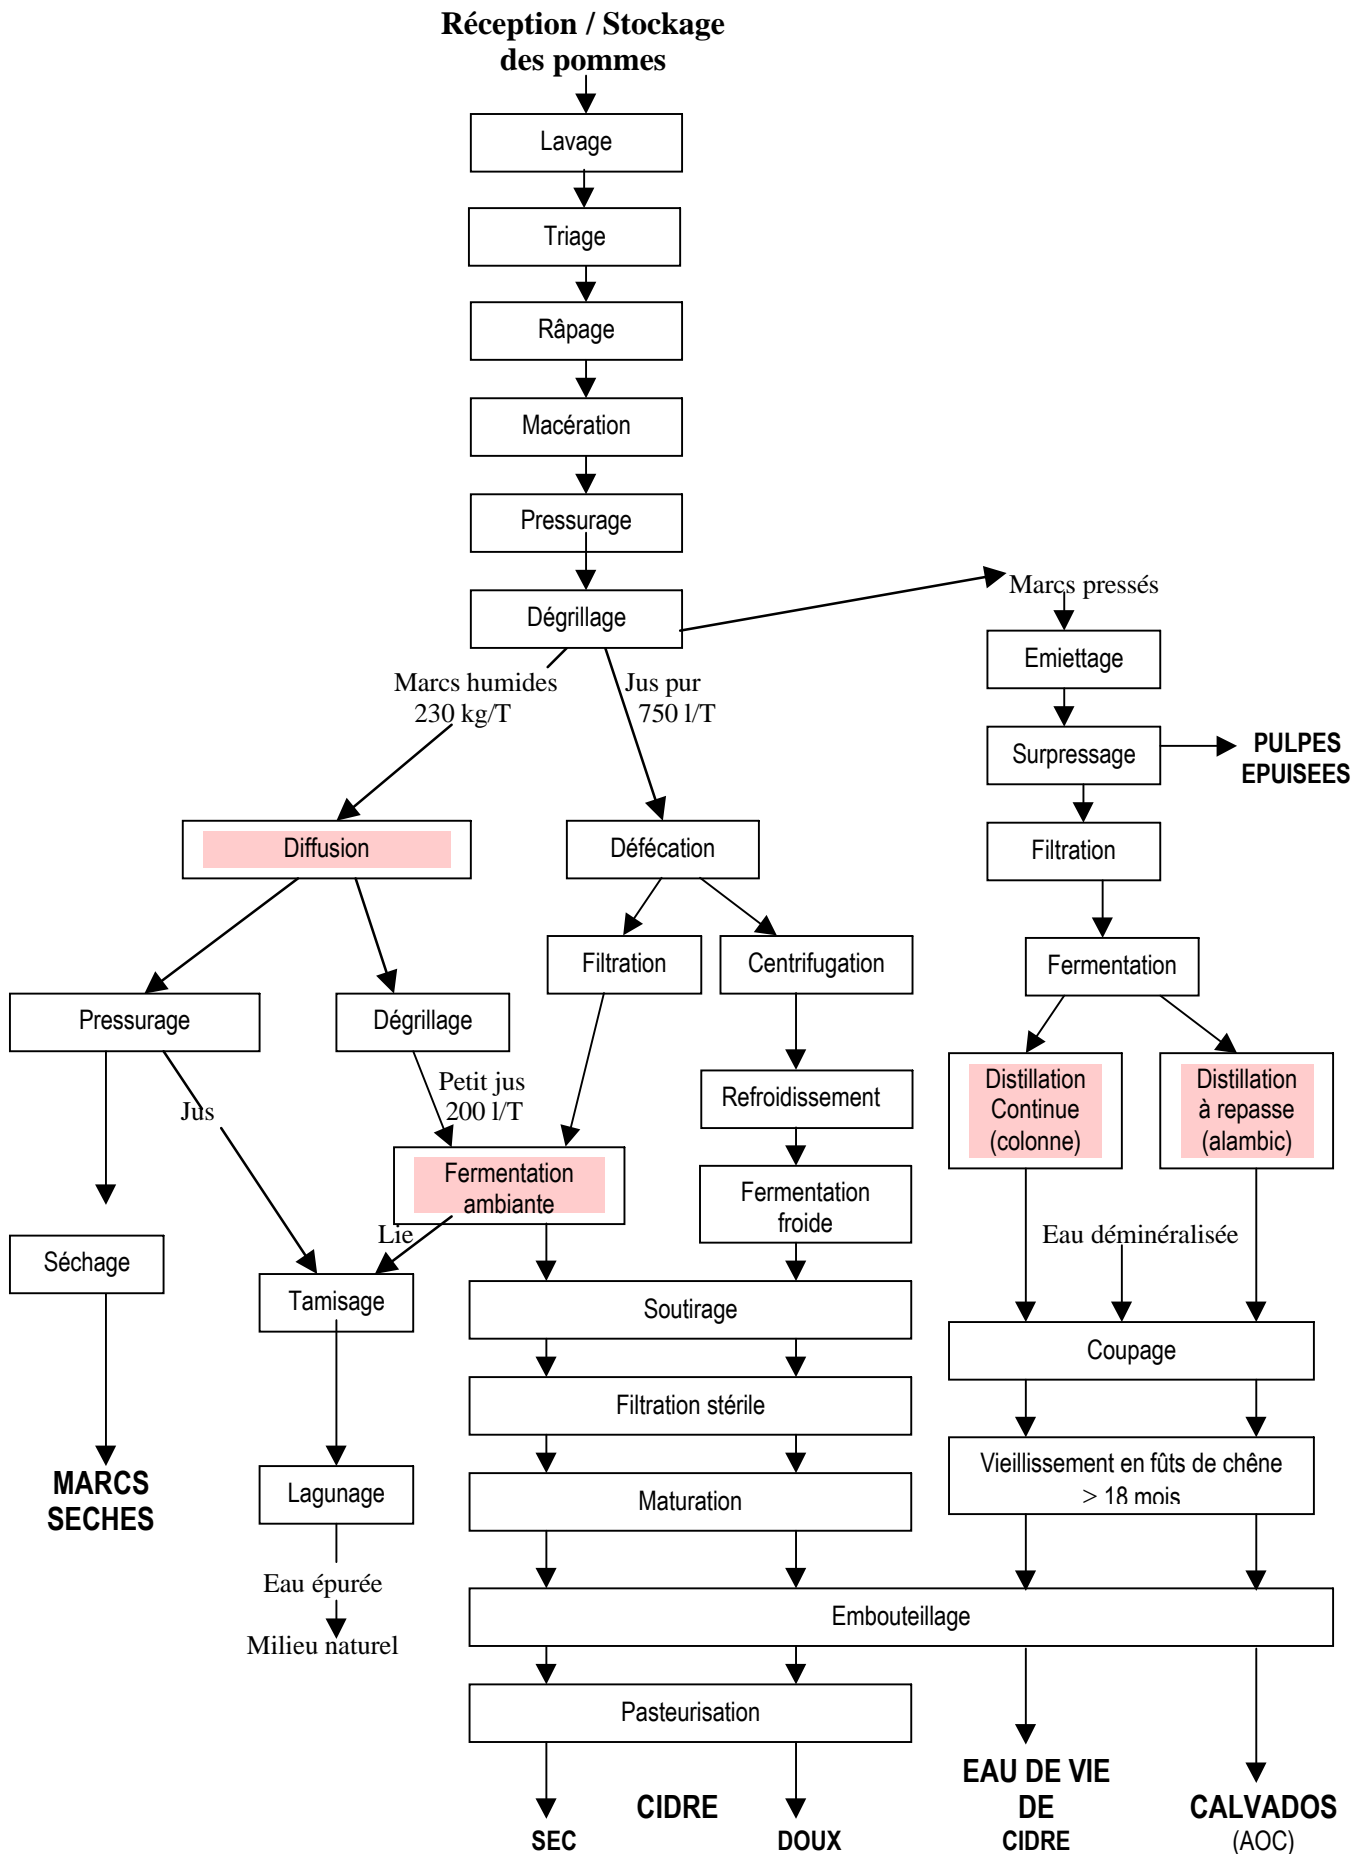 Réception / Stockage
des pommes
Lavage
Triage
Râpage
Macération
Pressurage
Dégrillage
Marcs pressés
Emiettage
Marcs humides
230 kg/T
Jus pur
750 l/T
Surpressage
PULPES
EPUISEES
Diffusion
Défécation
Filtration
Filtration
Centrifugation
Fermentation
Pressurage
Dégrillage
Petit jus
200 l/T
Jus
Refroidissement
Distillation
Continue
(colonne)
Distillation
à repasse
(alambic)
Fermentation
ambiante
Fermentation
froide
Lie
Eau déminéralisée
Séchage
Tamisage
Soutirage
Coupage
Filtration stérile
Vieillissement en fûts de chêne
> 18 mois
MARCS
SECHES
Lagunage
Maturation
Eau épurée
Milieu naturel
Embouteillage
Pasteurisation
CIDRE
SEC
DOUX
EAU DE VIE
DE
CIDRE
CALVADOS
(AOC)